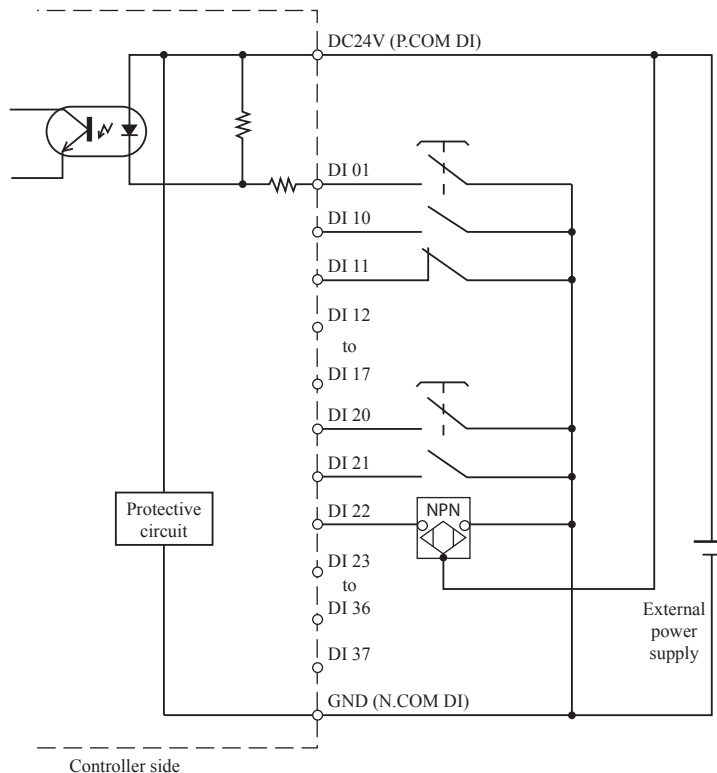 DC24V (P.COM DI)
DI 01
DI 10
DI 11
DI 12
to
DI 17
DI 20
DI 21
DI 22
NPN
Protective
circuit
DI 23
to
DI 36
DI 37
External
power
supply
GND (N.COM DI)
Controller side